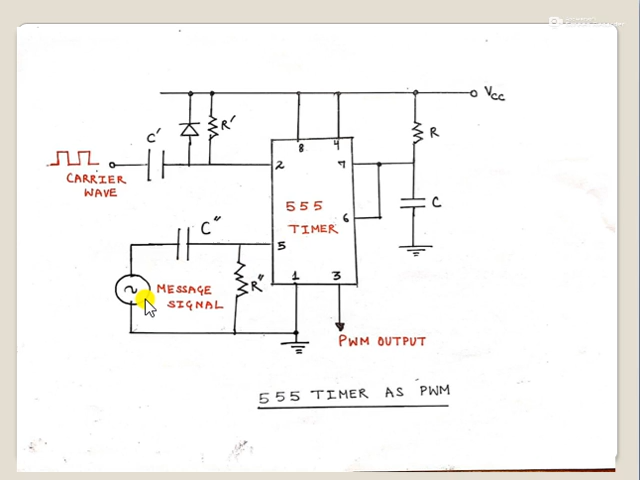 VCC
C'
R'
8
4
R
2
7
CARRIER
WAVE
555
TIMER
6
C
C"
5
R"
MESSAGE
SIGNAL
1
3
PWM OUTPUT
555 TIMER AS PWM